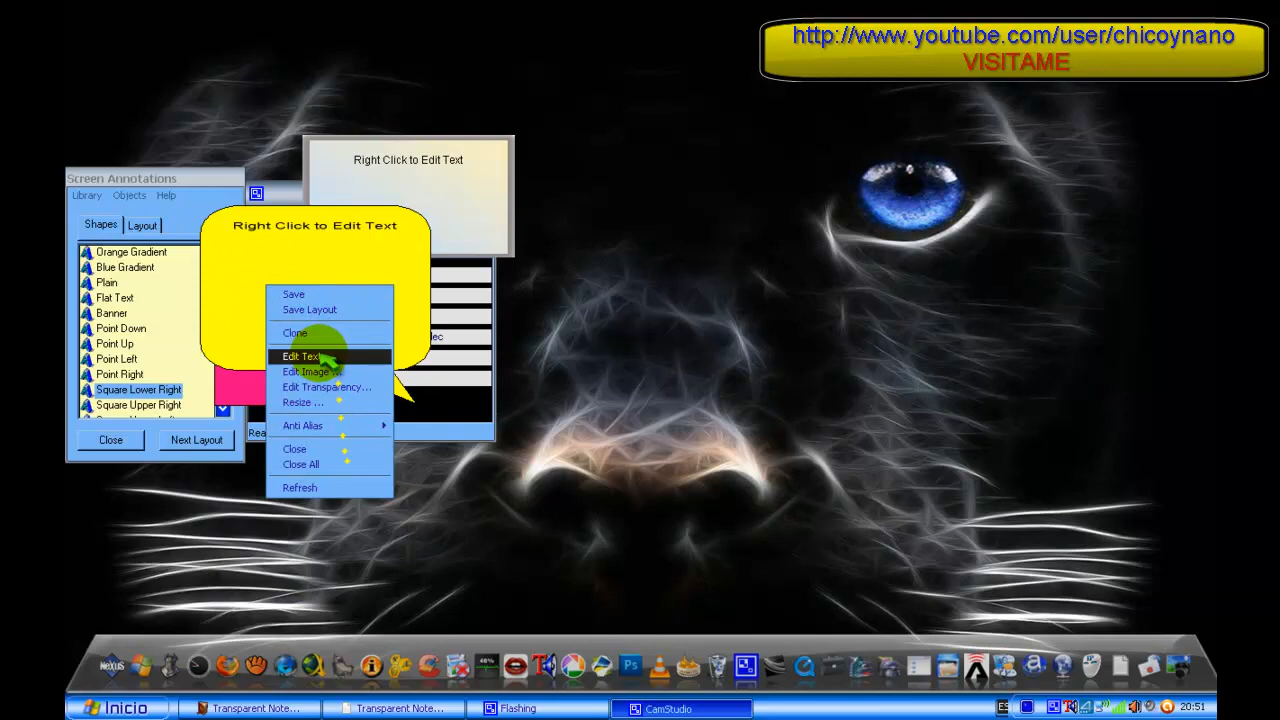 http://www.youtube.com/user/chicoynano
VISITAME
Right Click to Edit Text
Screen Annotations
Library Objects Help
Shapes Layout
Right Click to Edit Text
Orange Gradient
Blue Gradient
Plain
Flat Text
Banner
Point Down
Point Up
Point Left
Point Right
Square Lower Right
Square Upper Right
Close Next Layout
Save
Save Layout
Clone
Edit Text
Edit Image ...
Edit Transparency...
Resize ...
Anti Alias
Close
Close All
Refresh
NEXUS
48%
Ps
Inicio Transparent Note... Transparent Note... Flashing CamStudio ES 20:51